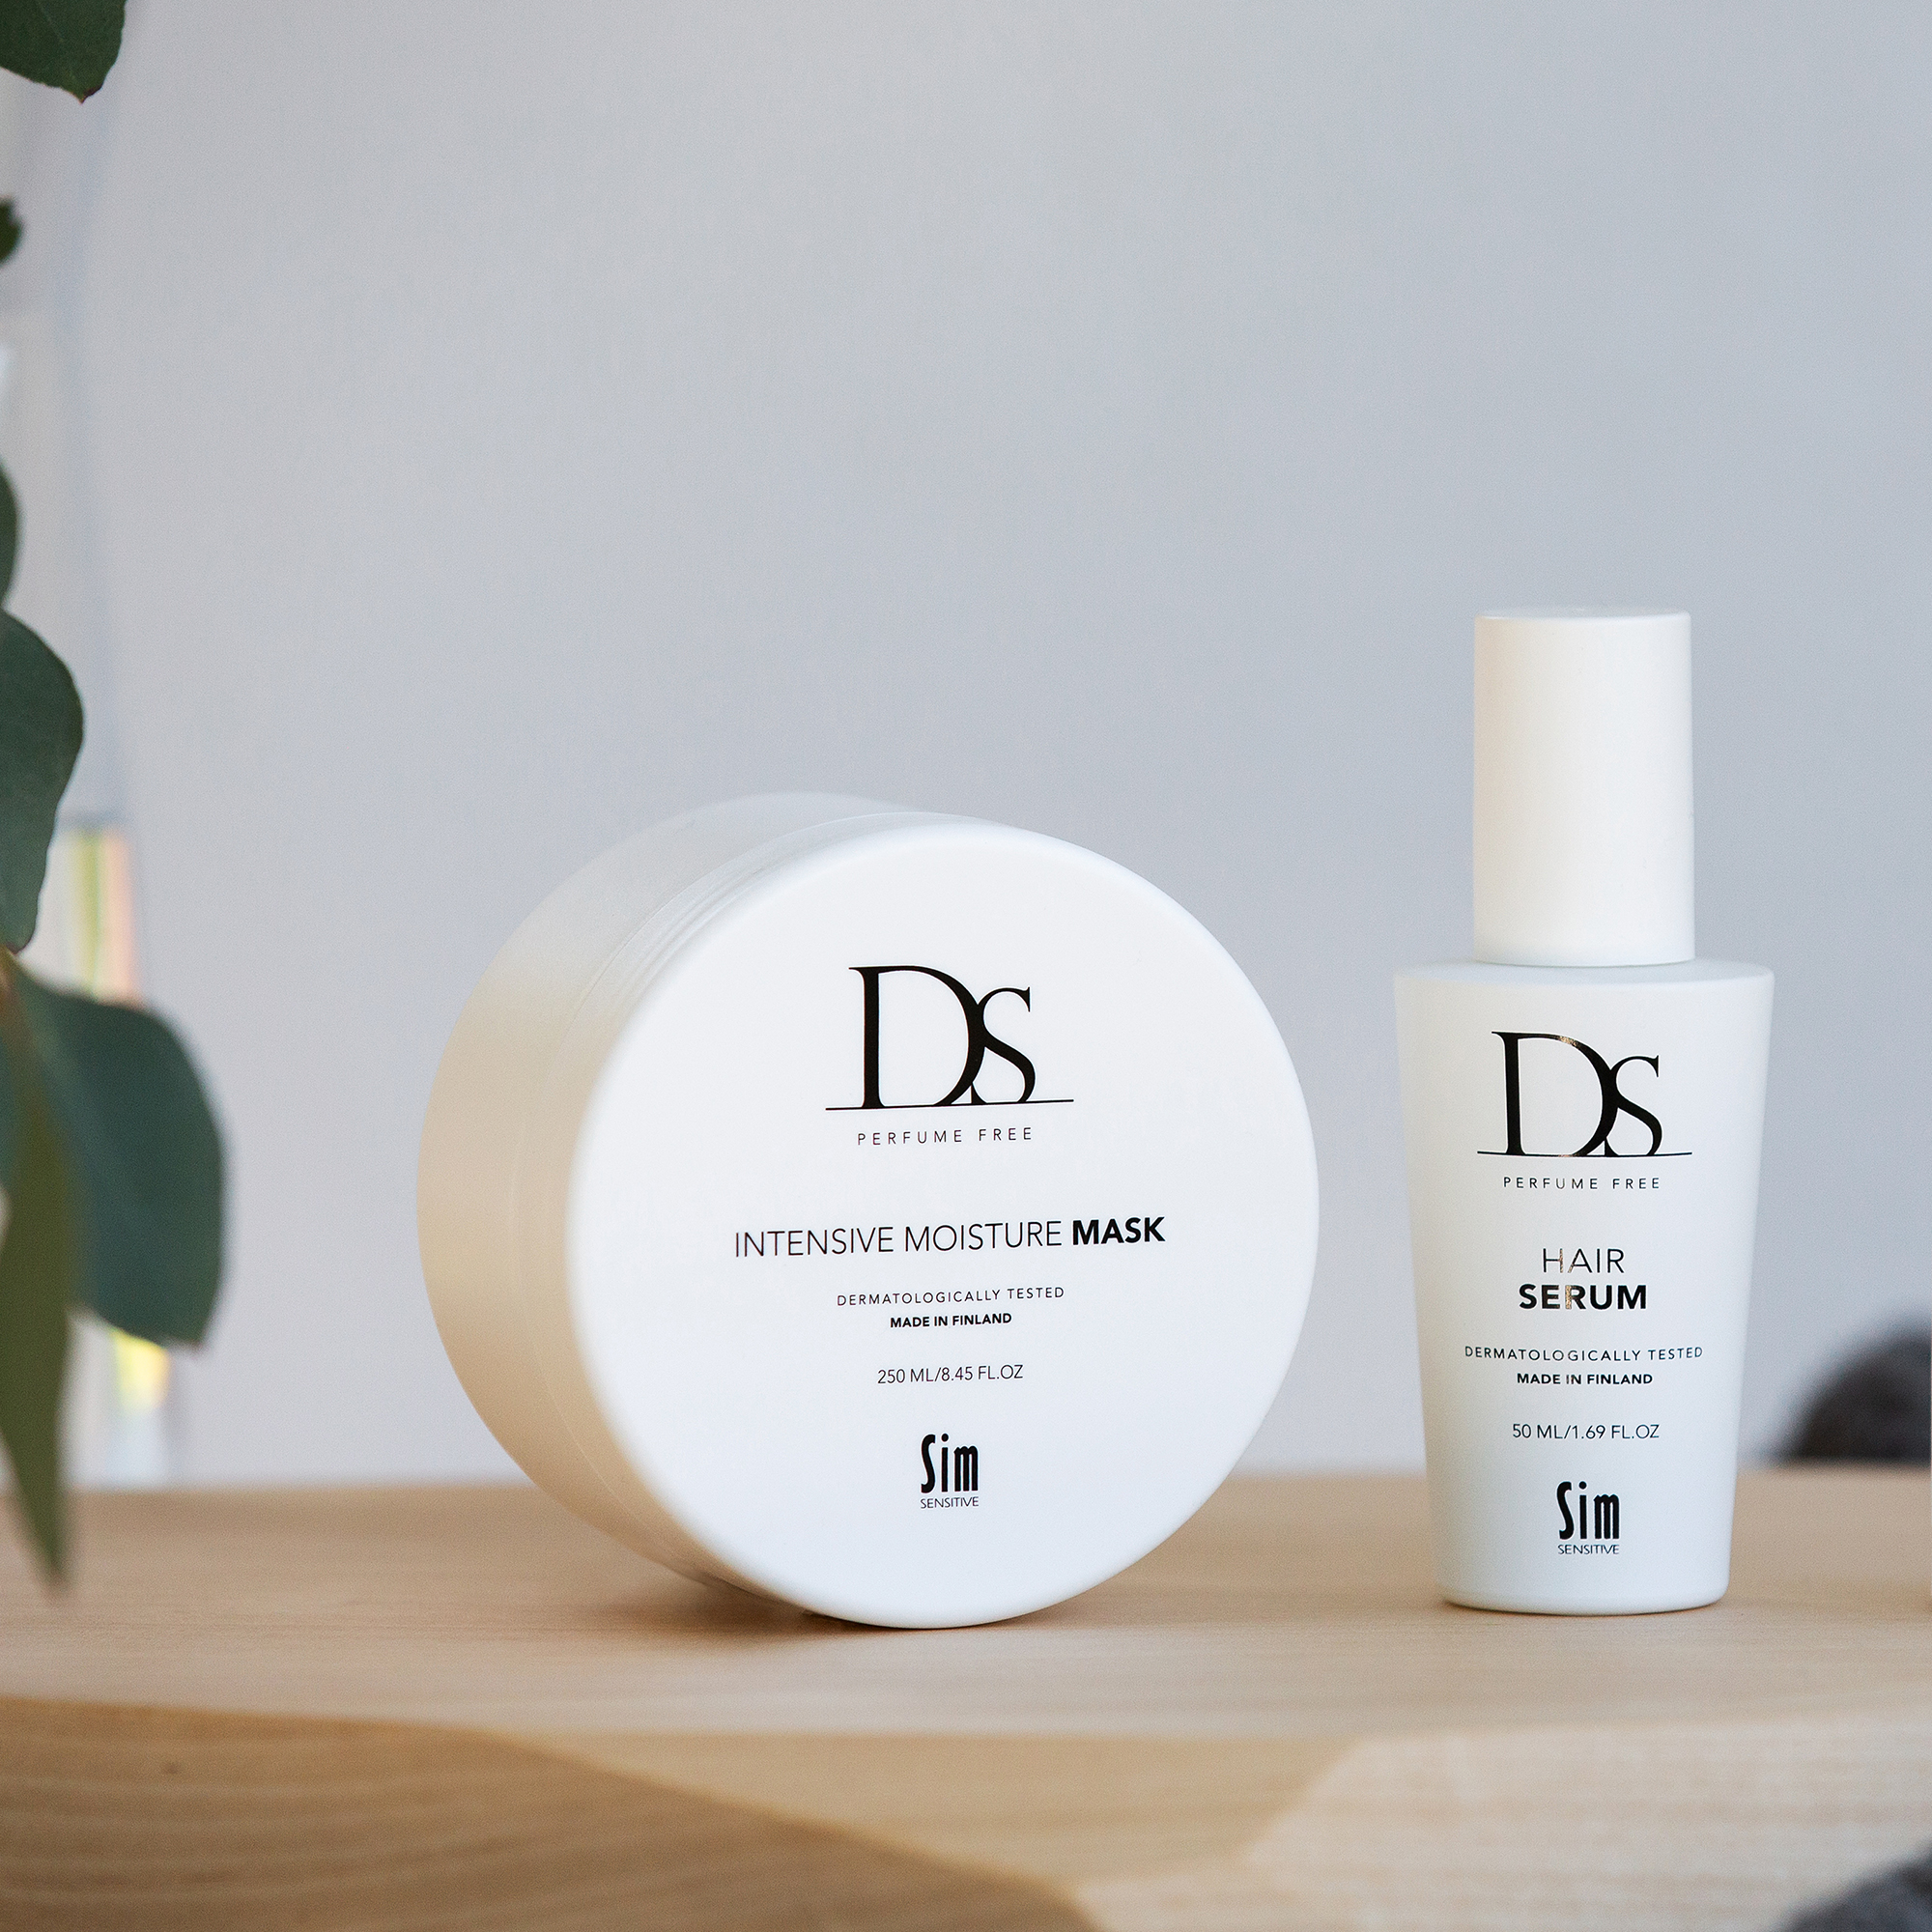 DS
PERFUME FREE
INTENSIVE MOISTURE MASK
DERMATOLOGICALLY TESTED
MADE IN FINLAND
250 ML/8.45 FL.OZ
Sim
SENSITIVE
DS
PERFUME FREE
HAIR
SERUM
DERMATOLOGICALLY TESTED
MADE IN FINLAND
50 ML/1.69 FL.OZ
Sim
SENSITIVE